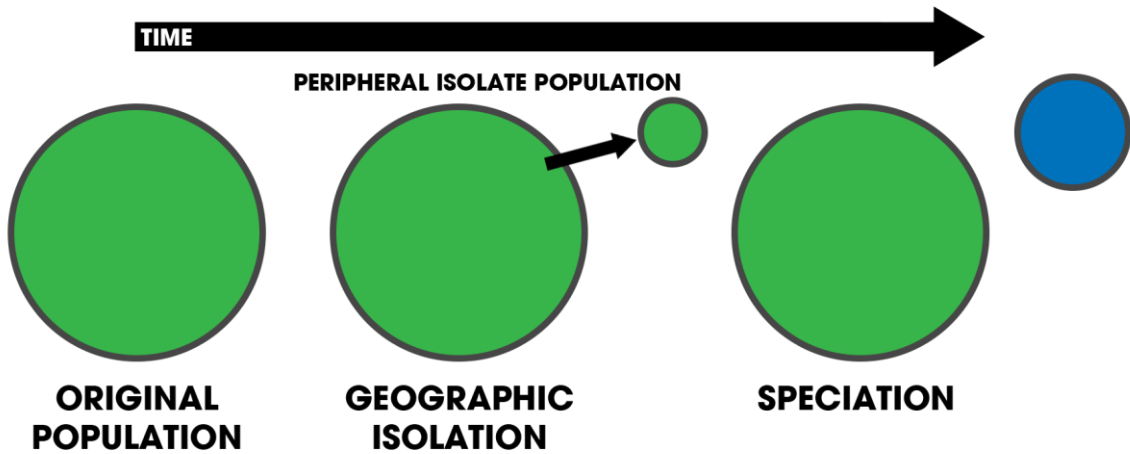 TIME
PERIPHERAL ISOLATE POPULATION
ORIGINAL
POPULATION
GEOGRAPHIC
ISOLATION
SPECIATION